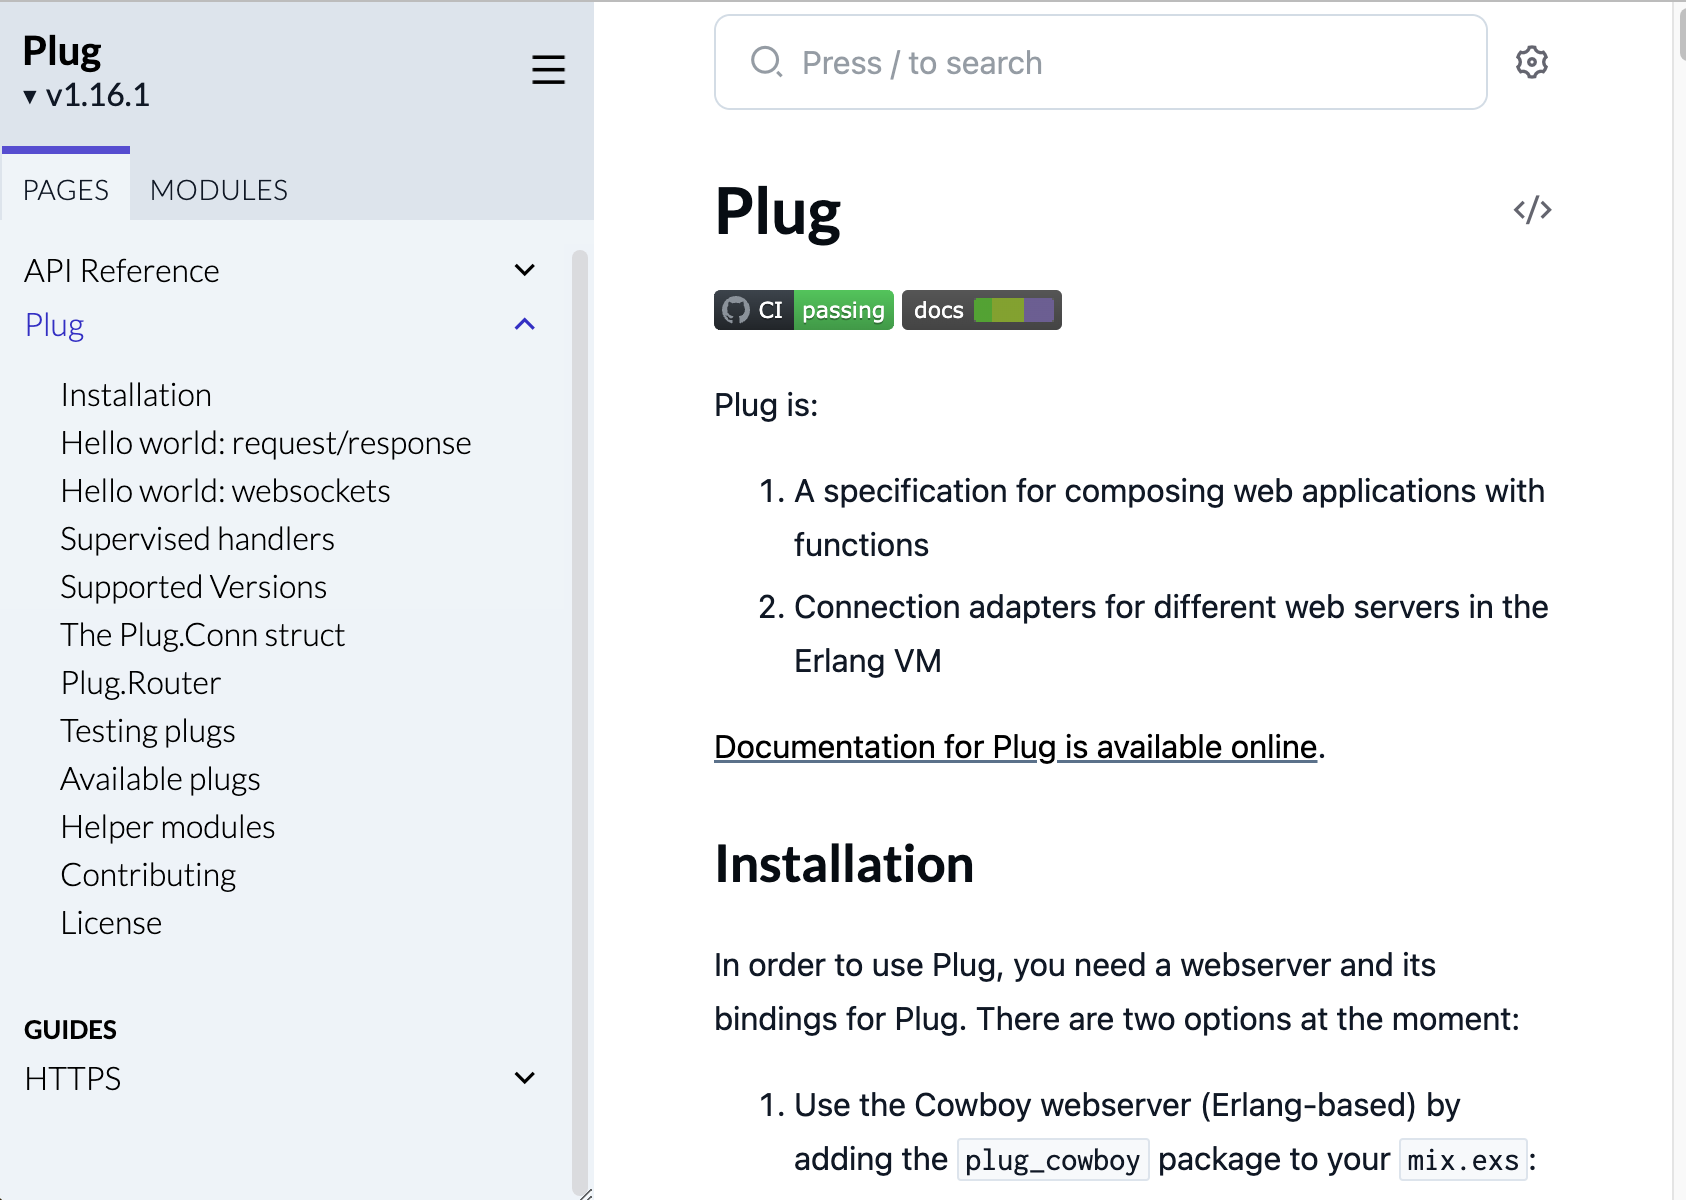 Plug
▾ v1.16.1
PAGES
MODULES
API Reference
Plug
Installation
Hello world: request/response
Hello world: websockets
Supervised handlers
Supported Versions
The Plug.Conn struct
Plug.Router
Testing plugs
Available plugs
Helper modules
Contributing
License
GUIDES
HTTPS
Press / to search
Plug
</>
CI passing
docs
Plug is:
1. A specification for composing web applications with
functions
2. Connection adapters for different web servers in the
Erlang VM
Documentation for Plug is available online.
Installation
In order to use Plug, you need a webserver and its
bindings for Plug. There are two options at the moment:
1. Use the Cowboy webserver (Erlang-based) by
adding the plug_cowboy package to your mix.exs: